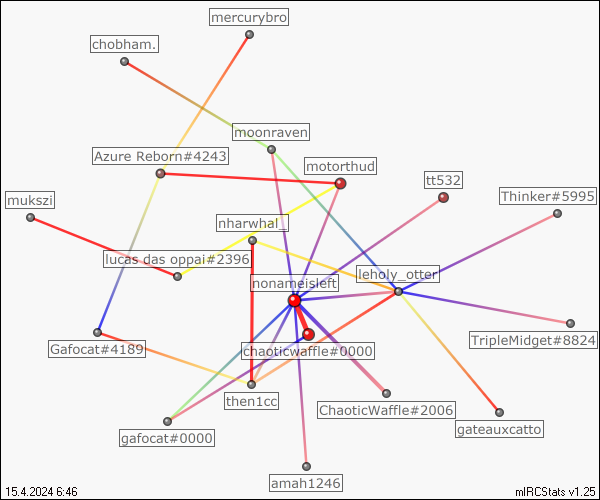 mercurybro
chobham.
moonraven
Azure Reborn#4243
motorthud
tt532
Thinker#5995
mukszi
nharwhal_
lucas das oppai#2396
leholy_otter
nonameisleft
TripleMidget#8824
Gafocat#4189
chaoticwaffle#0000
then1cc
ChaoticWaffle#2006
gateauxcatto
gafocat#0000
amah1246
15.4.2024 6:46
mIRCStats v1.25